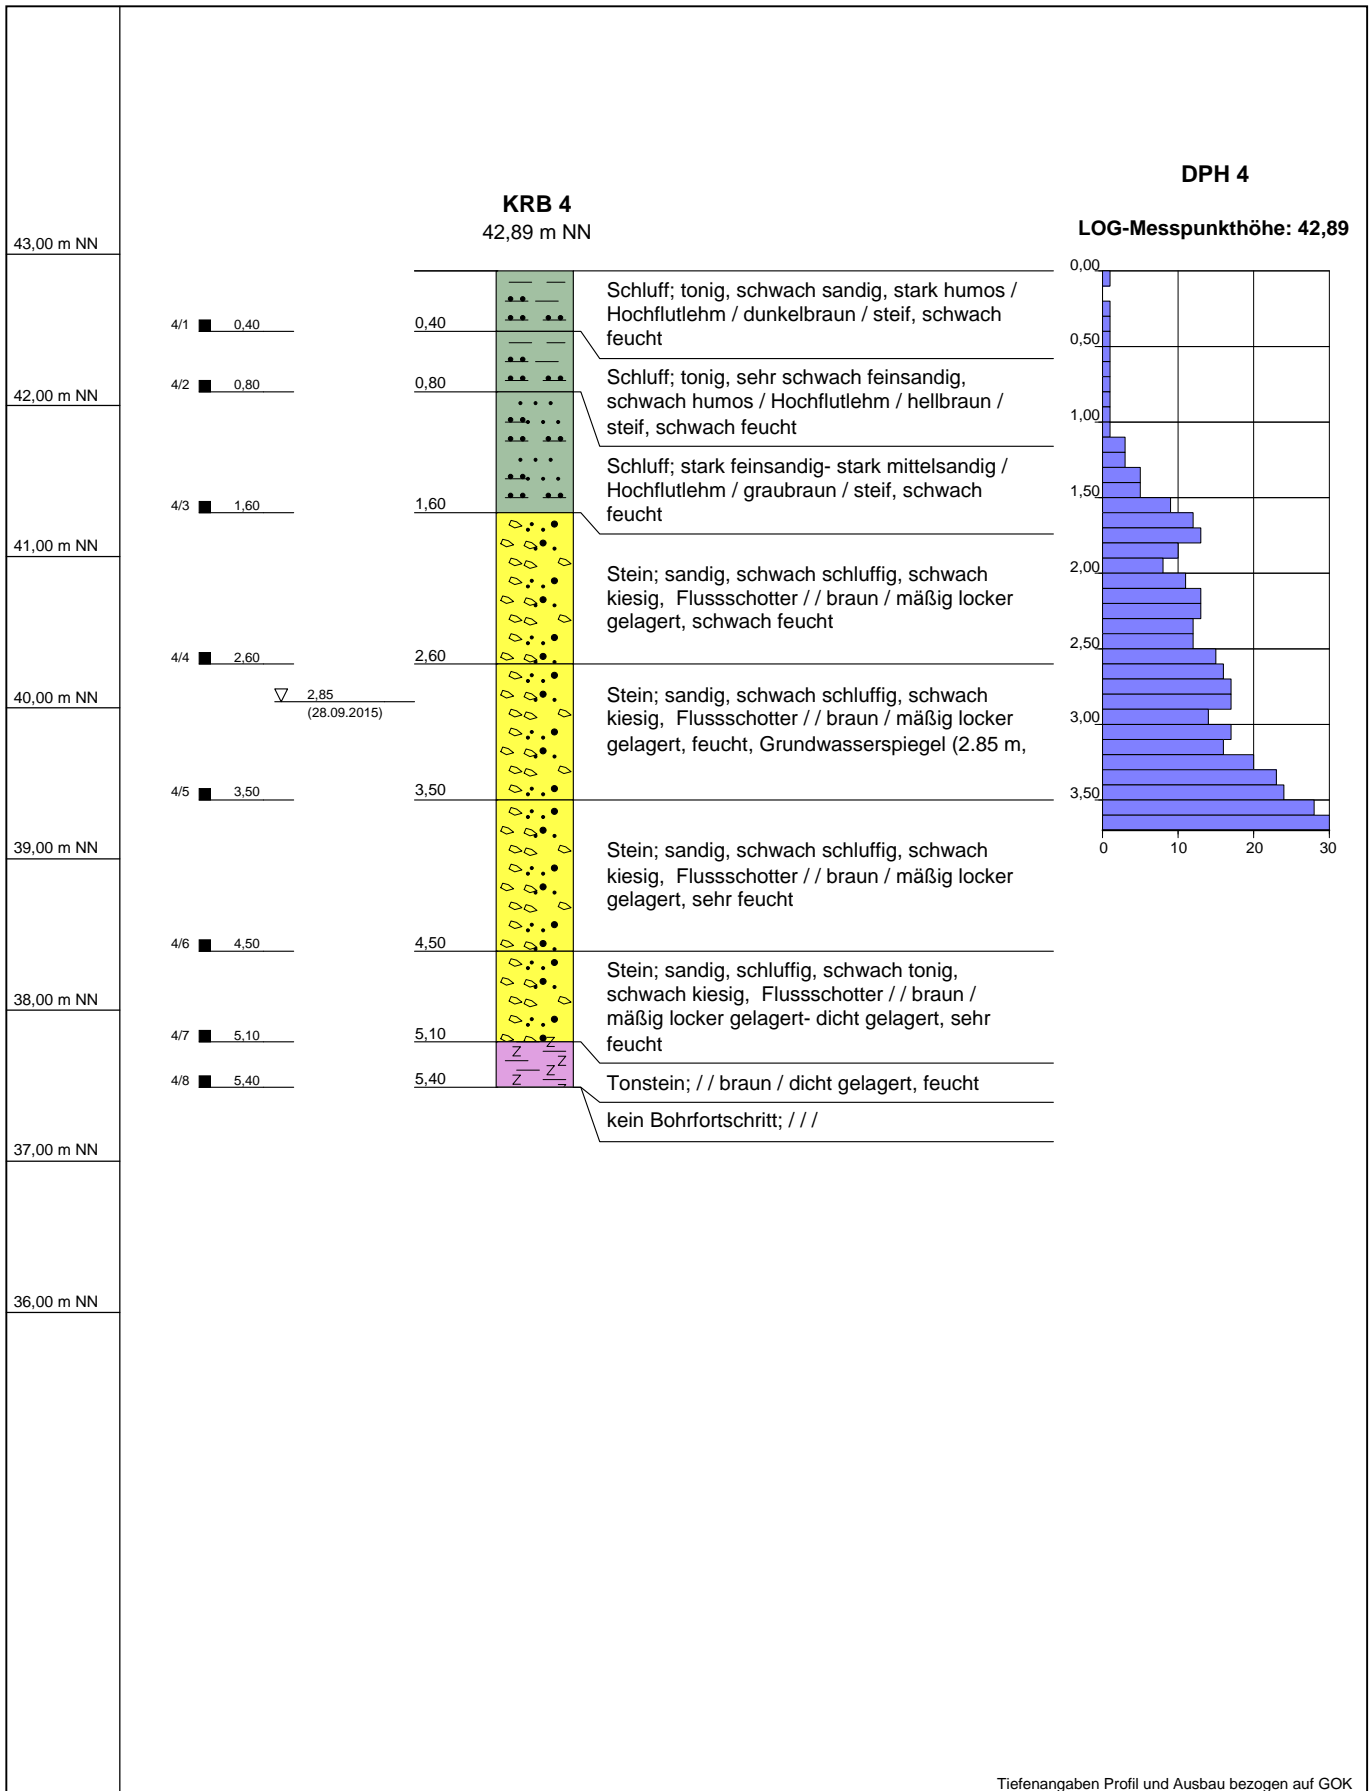 DPH 4
KRB 4
42,89 m NN
LOG-Messpunkthöhe: 42,89
43,00 m NN
42,00 m NN
41,00 m NN
40,00 m NN
39,00 m NN
38,00 m NN
37,00 m NN
36,00 m NN
4/1 0,40
4/2 0,80
4/3 1,60
4/4 2,60
2,85
(28.09.2015)
4/5 3,50
4/6 4,50
4/7 5,10
4/8 5,40
0,40
0,80
1,60
2,60
3,50
4,50
5,10
5,40
Schluff; tonig, schwach sandig, stark humos /
Hochflutlehm / dunkelbraun / steif, schwach
feucht
Schluff; tonig, sehr schwach feinsandig,
schwach humos / Hochflutlehm / hellbraun /
steif, schwach feucht
Schluff; stark feinsandig- stark mittelsandig /
Hochflutlehm / graubraun / steif, schwach
feucht
Stein; sandig, schwach schluffig, schwach
kiesig, Flussschotter / / braun / mäßig locker
gelagert, schwach feucht
Stein; sandig, schwach schluffig, schwach
kiesig, Flussschotter / / braun / mäßig locker
gelagert, feucht, Grundwasserspiegel (2.85 m,
Stein; sandig, schwach schluffig, schwach
kiesig, Flussschotter / / braun / mäßig locker
gelagert, sehr feucht
Stein; sandig, schluffig, schwach tonig,
schwach kiesig, Flussschotter / / braun /
mäßig locker gelagert- dicht gelagert, sehr
feucht
Tonstein; / / braun / dicht gelagert, feucht
kein Bohrfortschritt; / / /
0,00
0,50
1,00
1,50
2,00
2,50
3,00
3,50
0 10 20 30
Tiefenangaben Profil und Ausbau bezogen auf GOK